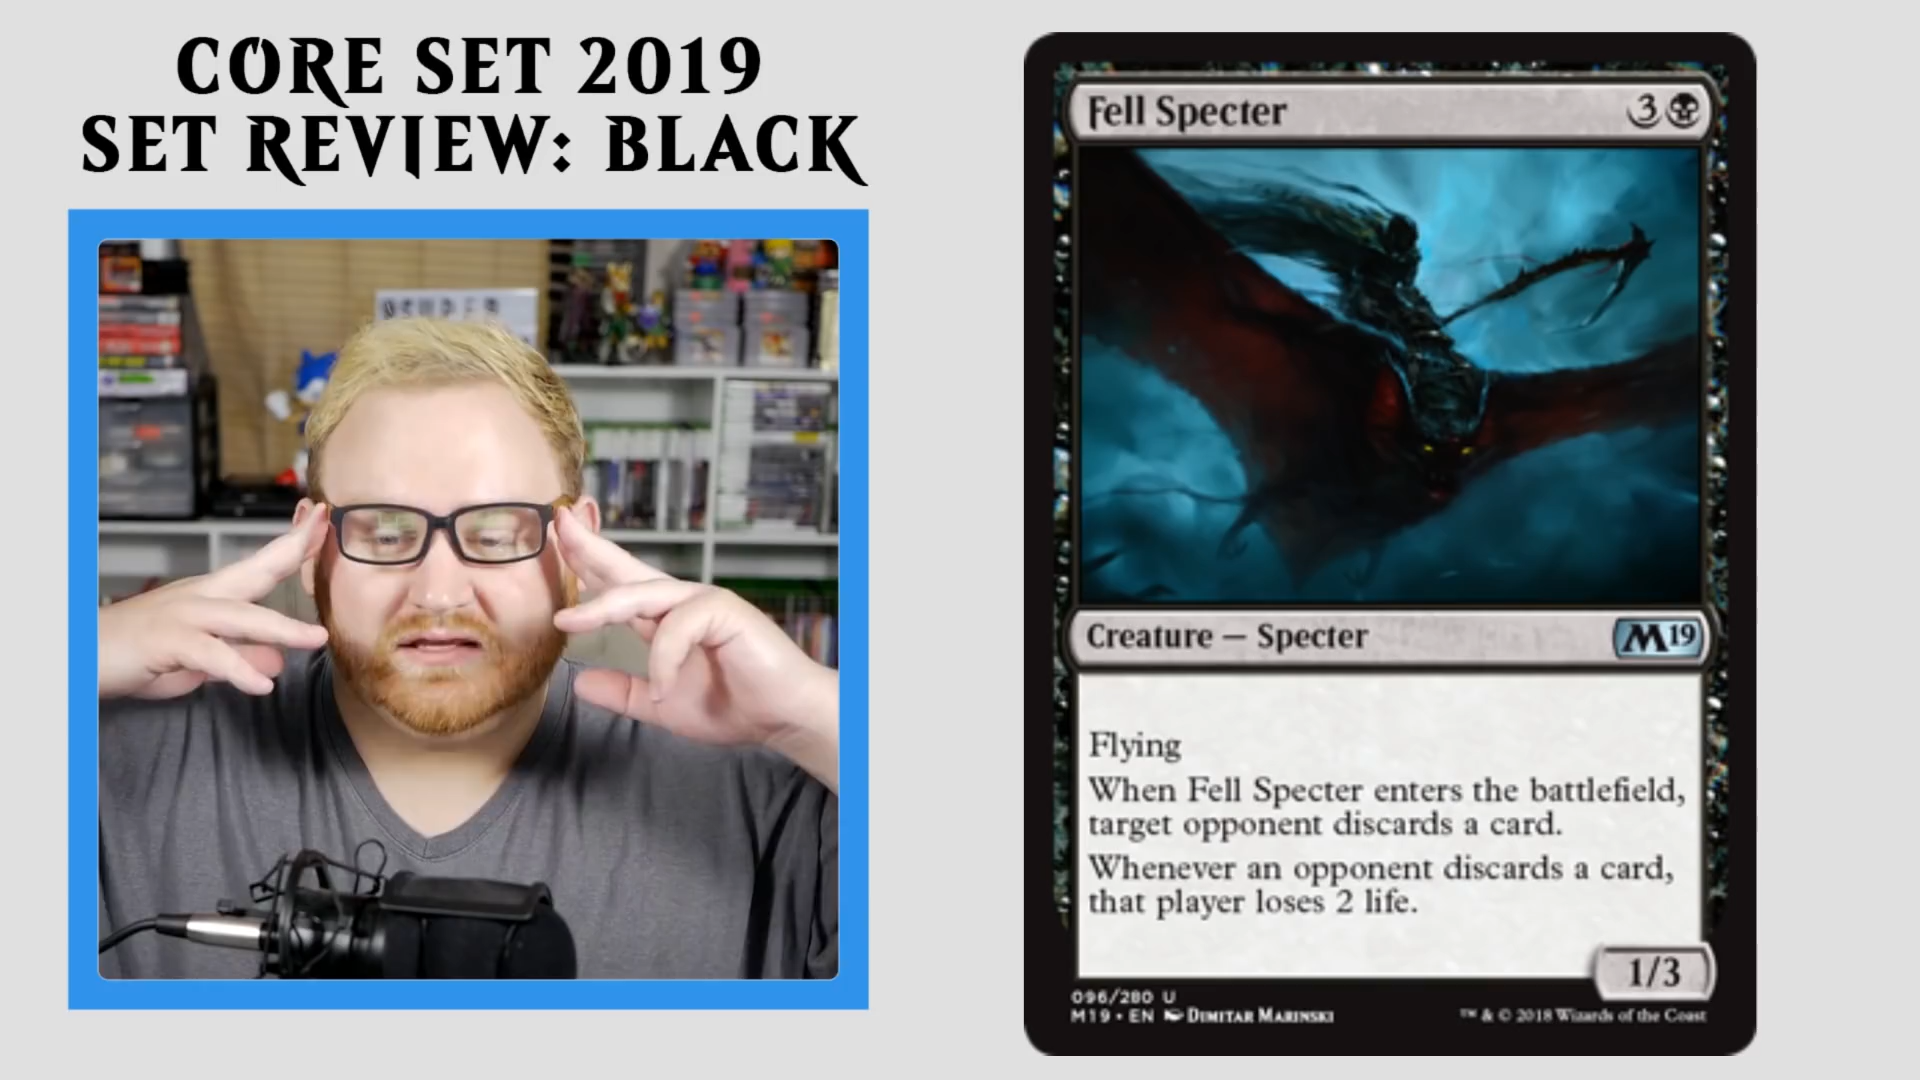 CORE SET 2019
SET REVIEW: BLACK
Fell Specter
3
Creature — Specter
M19
Flying
When Fell Specter enters the battlefield,
target opponent discards a card.
Whenever an opponent discards a card,
that player loses 2 life.
1/3
096/280 U
M19 • EN DIMITAR MARINSKI
™ & © 2018 Wizards of the Coast